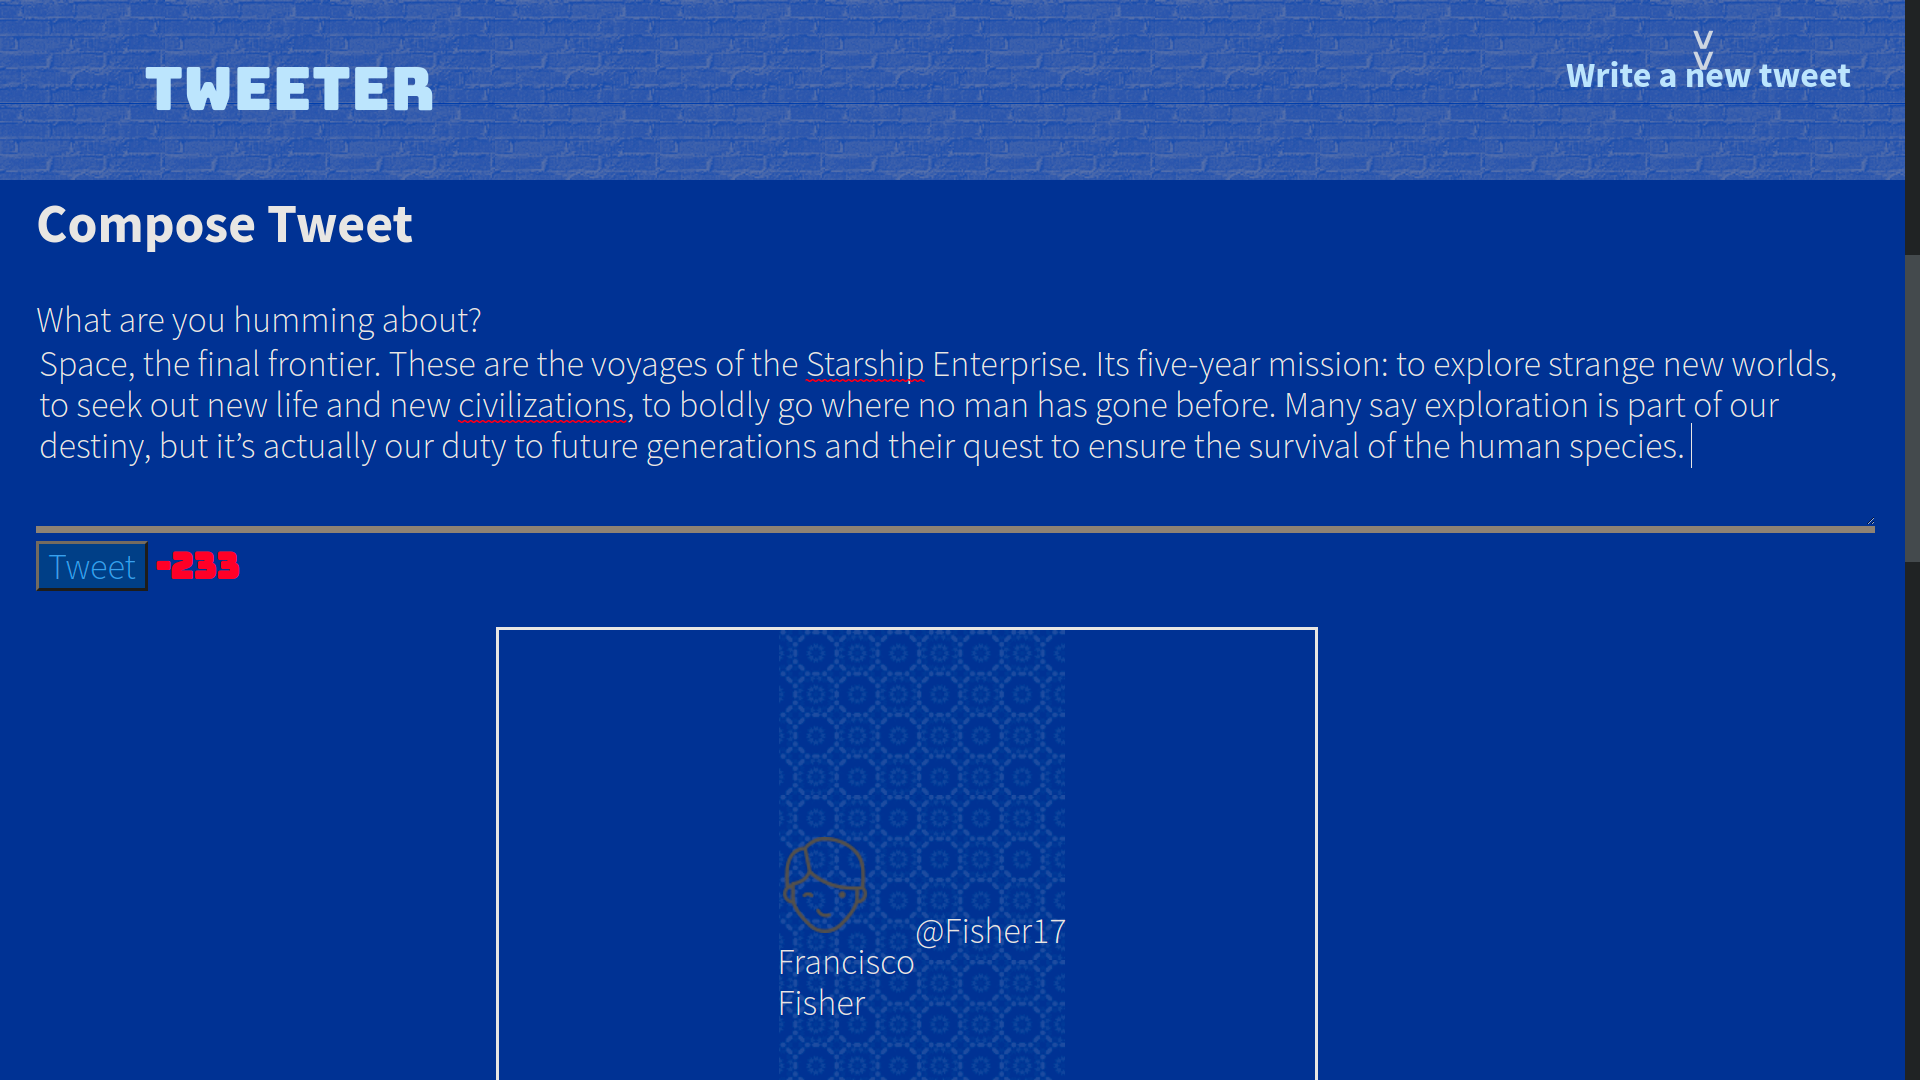 TWEETER
V
V
Write a new tweet
Compose Tweet
What are you humming about?
Space, the final frontier. These are the voyages of the Starship Enterprise. Its five-year mission: to explore strange new worlds,
to seek out new life and new civilizations, to boldly go where no man has gone before. Many say exploration is part of our
destiny, but it’s actually our duty to future generations and their quest to ensure the survival of the human species.
Tweet -233
@Fisher17
Francisco
Fisher